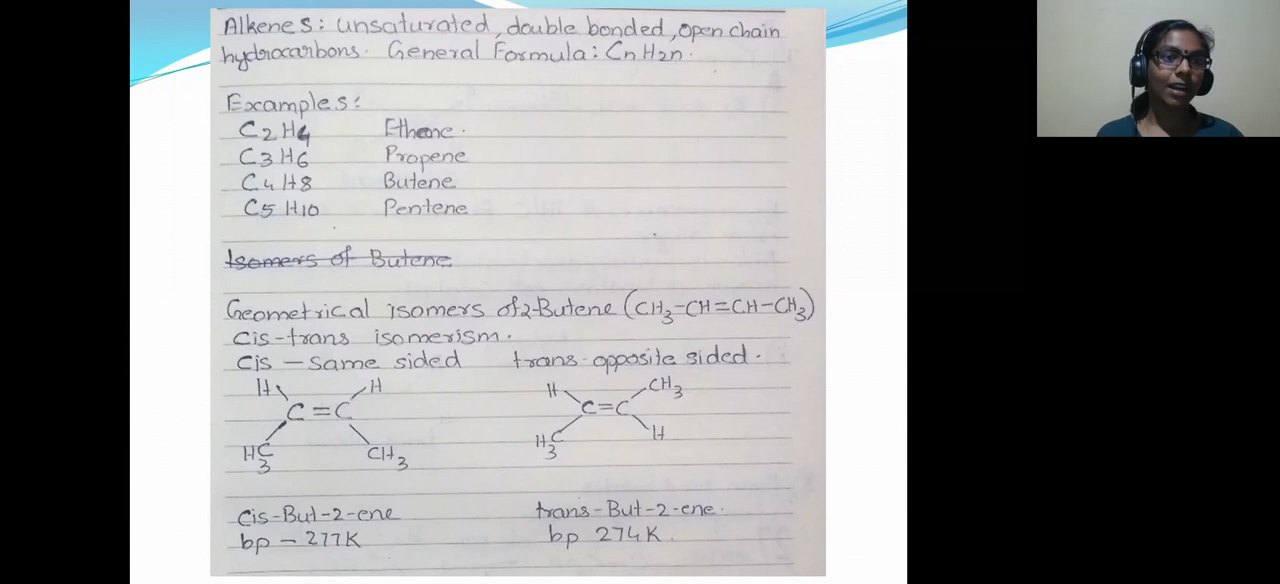 Alkenes: unsaturated, double bonded, open chain
hydrocarbons. General Formula: CnH2n.
Examples:
C2H4 Ethene.
C3H6 Propene
C4H8 Butene
C5H10 Pentene
Isomers of Butene
Geometrical isomers of 2-Butene (CH3-CH=CH-CH3)
Cis-trans isomerism.
Cis - same sided trans - opposite sided.
H H H CH3
C=C C=C
H3C CH3 H3C H
Cis-But-2-ene trans-But-2-ene.
bp - 277K bp 274K.